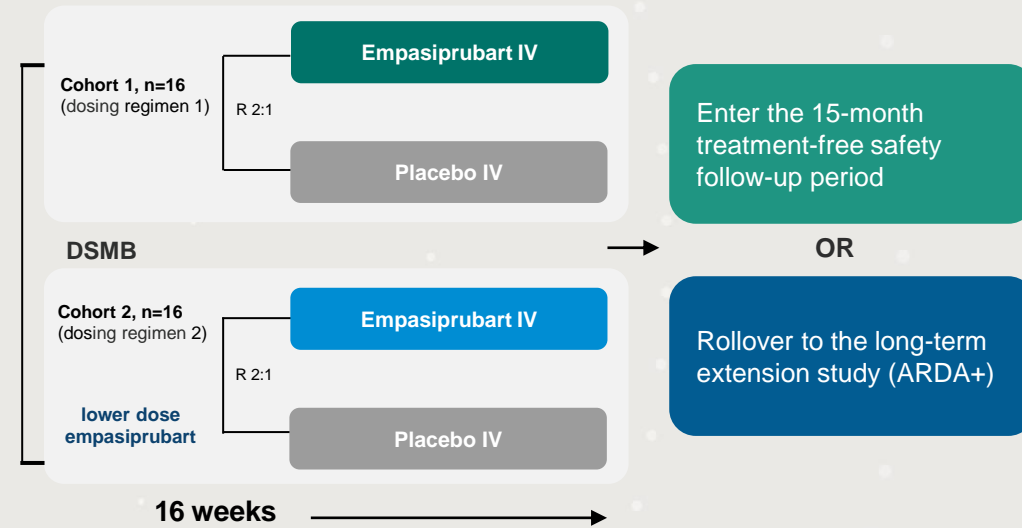 Cohort 1, n=16
(dosing regimen 1)
R 2:1
Empasiprubart IV
Placebo IV
DSMB
Cohort 2, n=16
(dosing regimen 2)
R 2:1
lower dose
empasiprubart
Empasiprubart IV
Placebo IV
16 weeks
Enter the 15-month
treatment-free safety
follow-up period
OR
Rollover to the long-term
extension study (ARDA+)